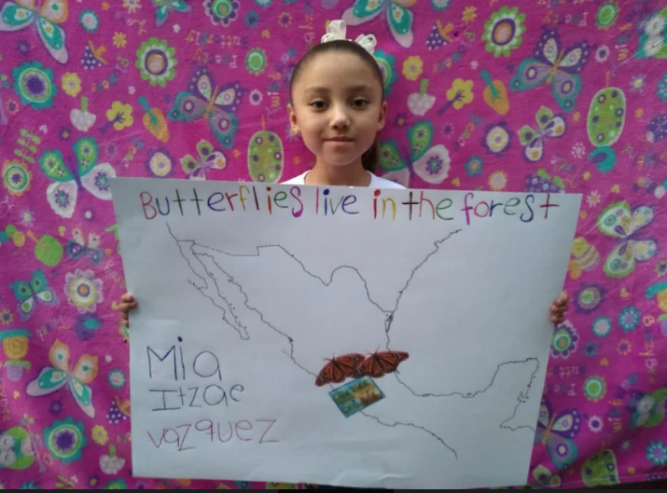 Butterflies live in the forest
Mia
Itzae
Vazquez